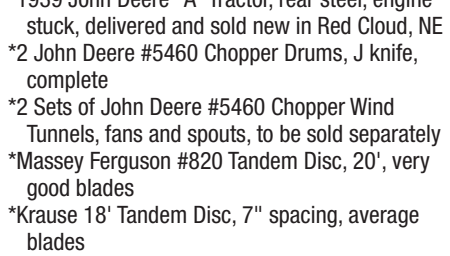 1939 John Deere "A" Tractor, rear steel, engine
stuck, delivered and sold new in Red Cloud, NE
*2 John Deere #5460 Chopper Drums, J knife,
complete
*2 Sets of John Deere #5460 Chopper Wind
Tunnels, fans and spouts, to be sold separately
*Massey Ferguson #820 Tandem Disc, 20', very
good blades
*Krause 18' Tandem Disc, 7" spacing, average
blades